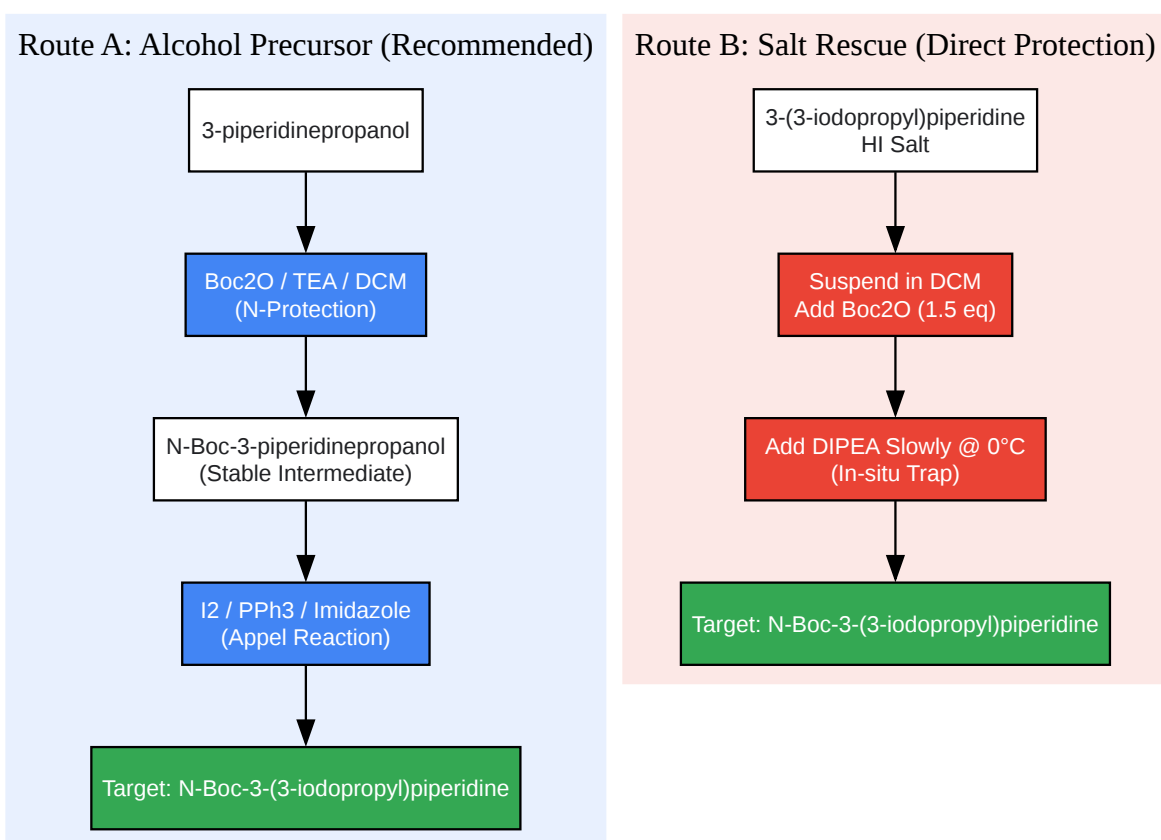 Route A: Alcohol Precursor (Recommended)
3-piperidinepropanol
Boc2O / TEA / DCM
(N-Protection)
N-Boc-3-piperidinepropanol
(Stable Intermediate)
I2 / PPh3 / Imidazole
(Appel Reaction)
Target: N-Boc-3-(3-iodopropyl)piperidine
Route B: Salt Rescue (Direct Protection)
3-(3-iodopropyl)piperidine
HI Salt
Suspend in DCM
Add Boc2O (1.5 eq)
Add DIPEA Slowly @ 0°C
(In-situ Trap)
Target: N-Boc-3-(3-iodopropyl)piperidine